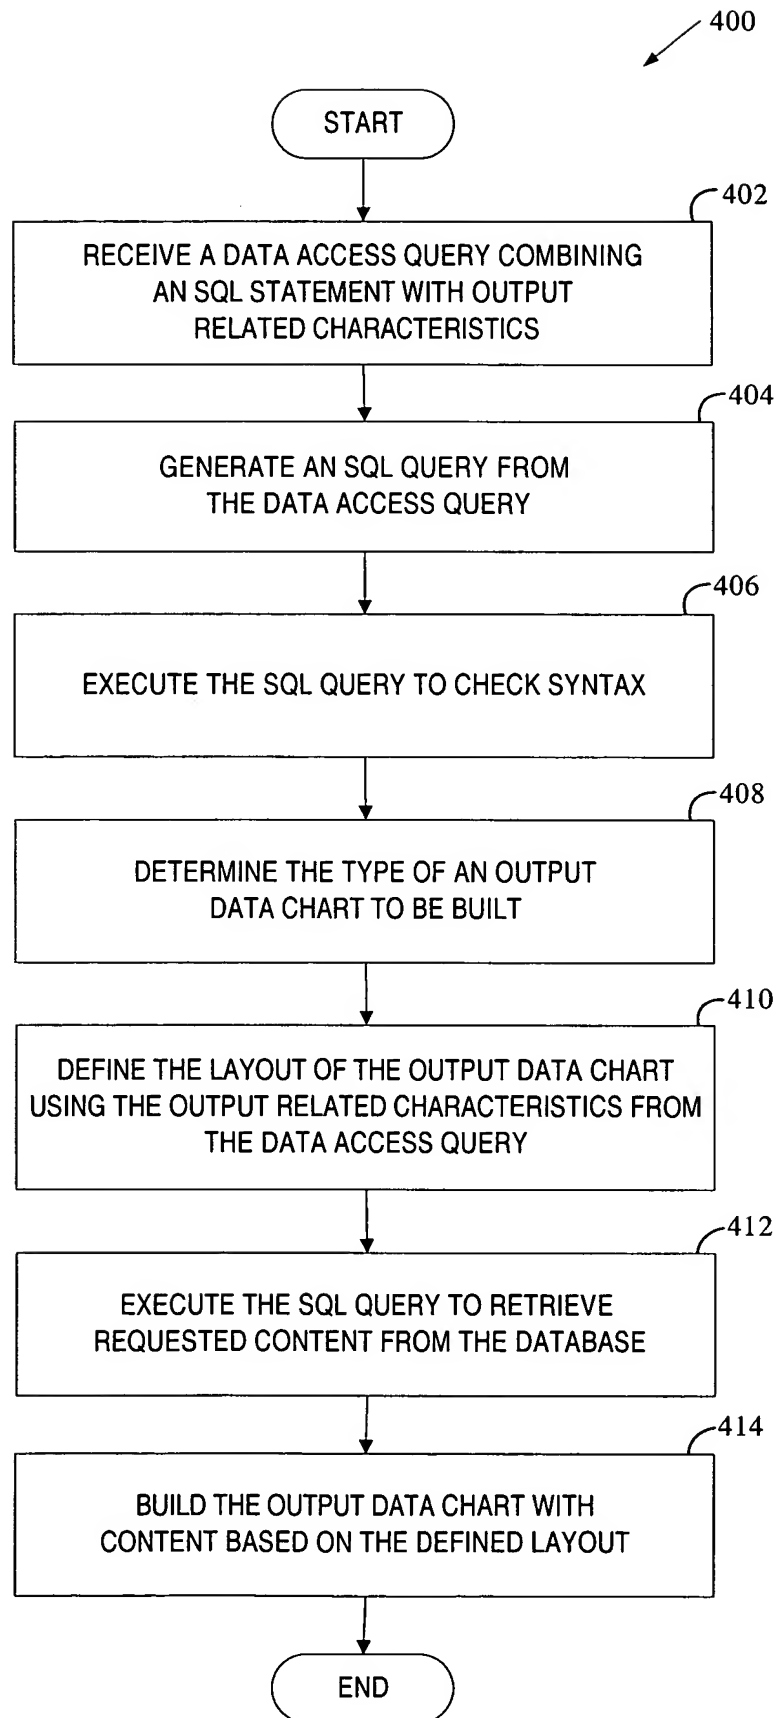 400
START
402
RECEIVE A DATA ACCESS QUERY COMBINING
AN SQL STATEMENT WITH OUTPUT
RELATED CHARACTERISTICS
404
GENERATE AN SQL QUERY FROM
THE DATA ACCESS QUERY
406
EXECUTE THE SQL QUERY TO CHECK SYNTAX
408
DETERMINE THE TYPE OF AN OUTPUT
DATA CHART TO BE BUILT
410
DEFINE THE LAYOUT OF THE OUTPUT DATA CHART
USING THE OUTPUT RELATED CHARACTERISTICS FROM
THE DATA ACCESS QUERY
412
EXECUTE THE SQL QUERY TO RETRIEVE
REQUESTED CONTENT FROM THE DATABASE
414
BUILD THE OUTPUT DATA CHART WITH
CONTENT BASED ON THE DEFINED LAYOUT
END